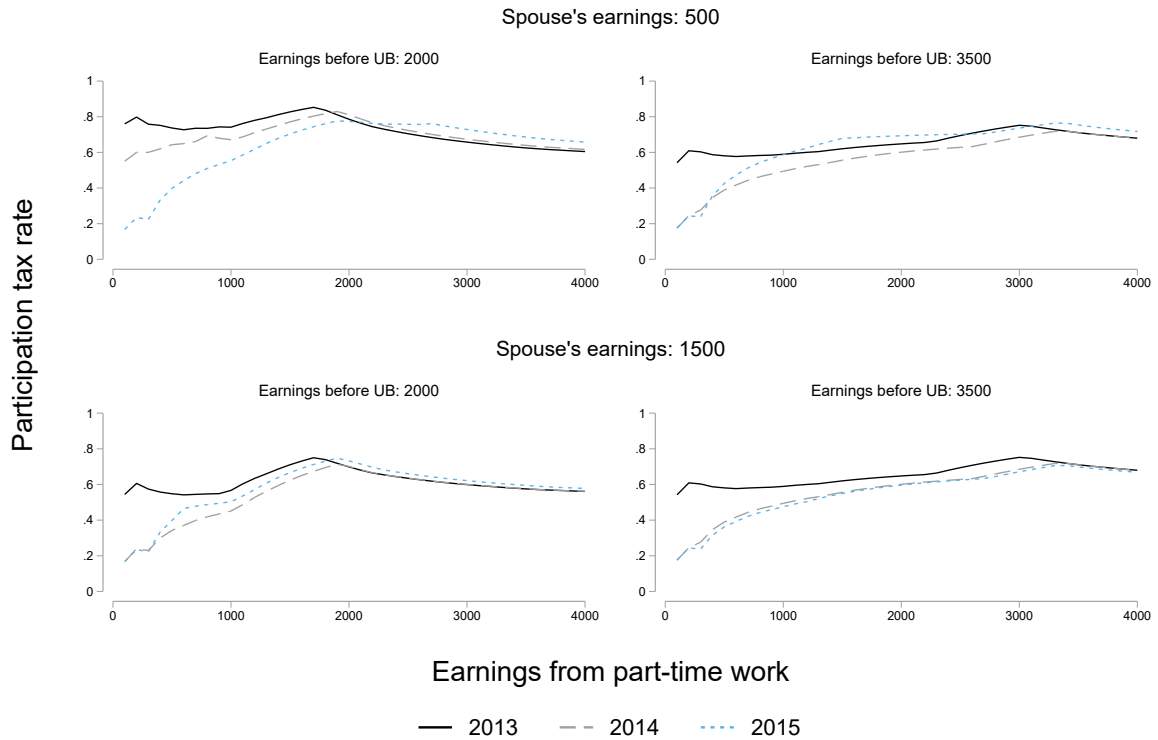 Spouse's earnings: 500
Earnings before UB: 2000
Earnings before UB: 3500
1
.8
.6
.4
.2
0
0 1000 2000 3000 4000
1
.8
.6
.4
.2
0
0 1000 2000 3000 4000
Participation tax rate
Spouse's earnings: 1500
Earnings before UB: 2000
Earnings before UB: 3500
1
.8
.6
.4
.2
0
0 1000 2000 3000 4000
1
.8
.6
.4
.2
0
0 1000 2000 3000 4000
Earnings from part-time work
2013 2014 2015